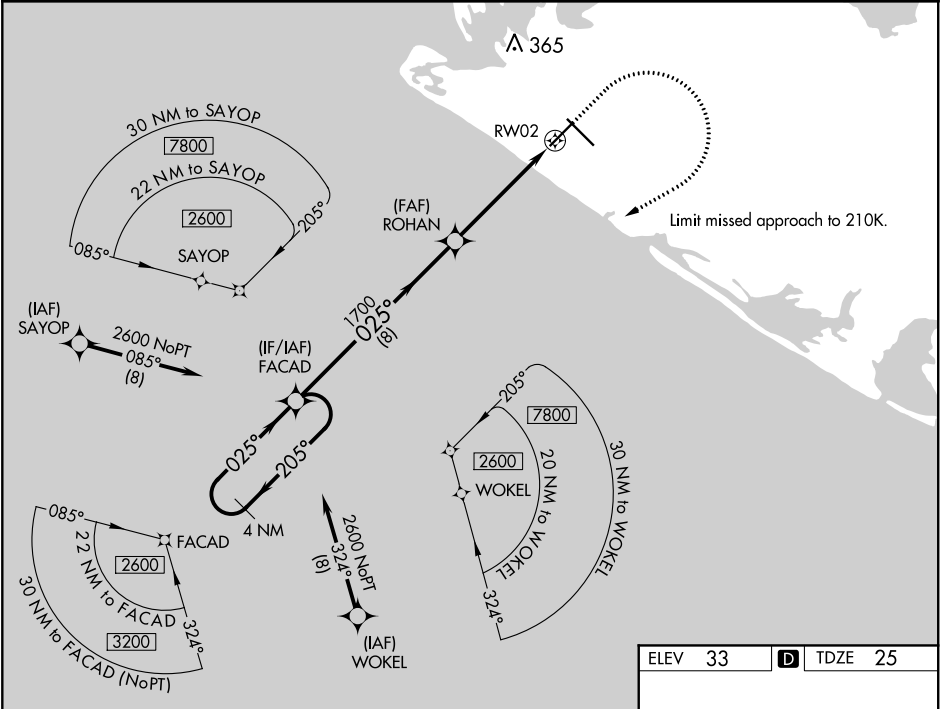 365
RW02
30 NM to SAYOP
7800
22 NM to SAYOP
2600
205°
085°
SAYOP
(FAF)
ROHAN
Limit missed approach to 210K.
(IAF)
SAYOP
2600 NoPT
085°
(8)
1700
025°
(8)
(IF/IAF)
FACAD
025°
205°
4 NM
205°
7800
2600
WOKEL
20 NM to WOKEL
30 NM to WOKEL
324°
085°
FACAD
2600
22 NM to FACAD
3200
30 NM to FACAD (NoPT)
324°
2600 NoPT
324°
(8)
(IAF)
WOKEL
ELEV 33 D TDZE 25